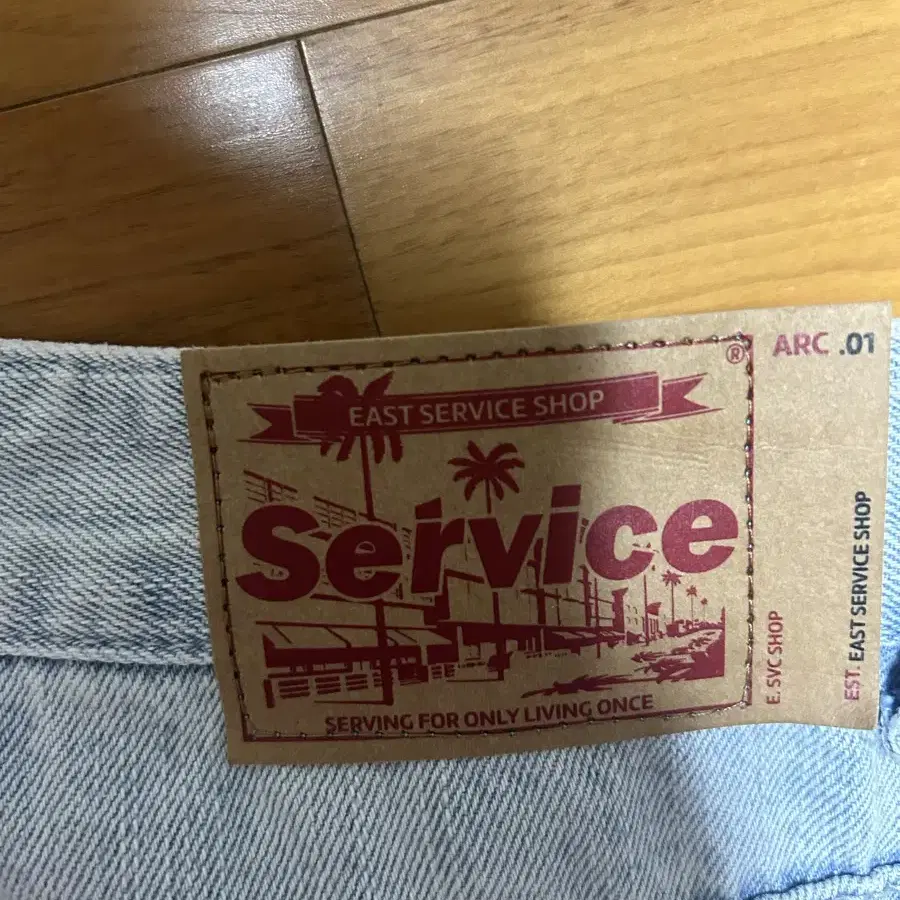 ARC .01
®
EAST SERVICE SHOP
Service
SERVING FOR ONLY LIVING ONCE
E. SVC SHOP
EST. EAST SERVICE SHOP